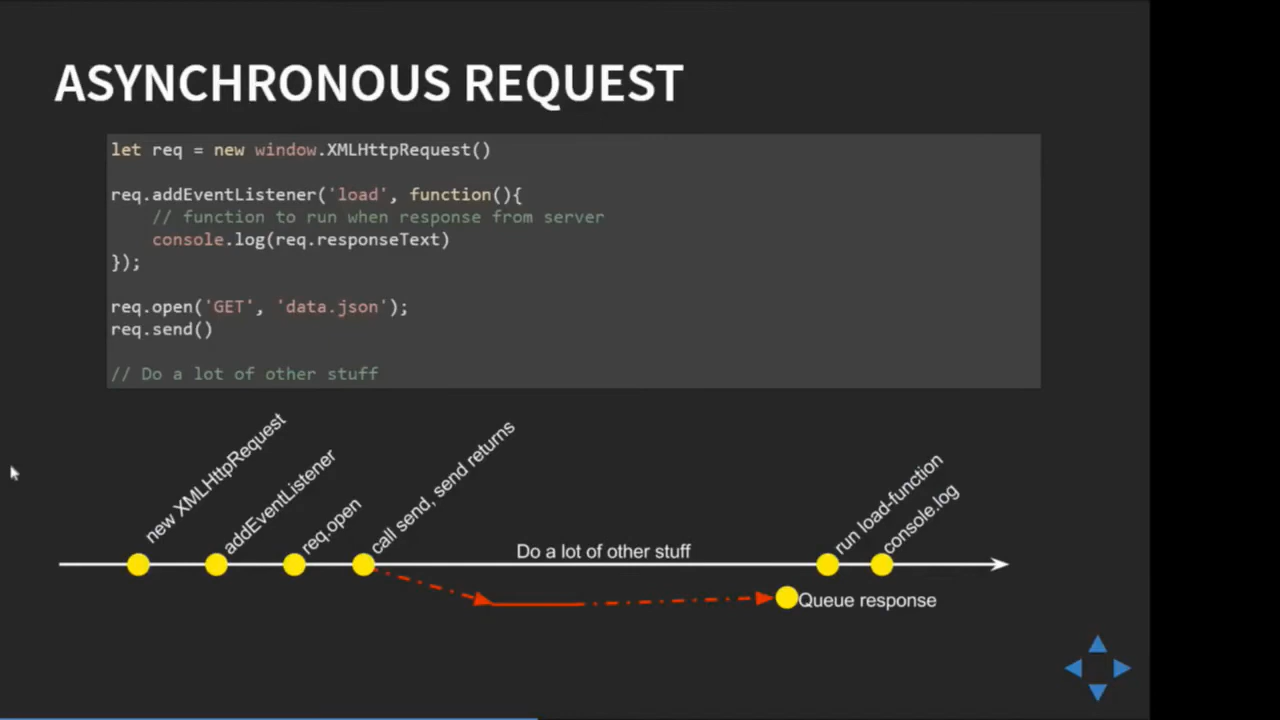 ASYNCHRONOUS REQUEST
let req = new window.XMLHttpRequest()
req.addEventListener('load', function(){
// function to run when response from server
console.log(req.responseText)
});
req.open('GET', 'data.json');
req.send()
// Do a lot of other stuff
new XMLHttpRequest
addEventListener
req.open
call send, send returns
Do a lot of other stuff
run load-function
console.log
Queue response